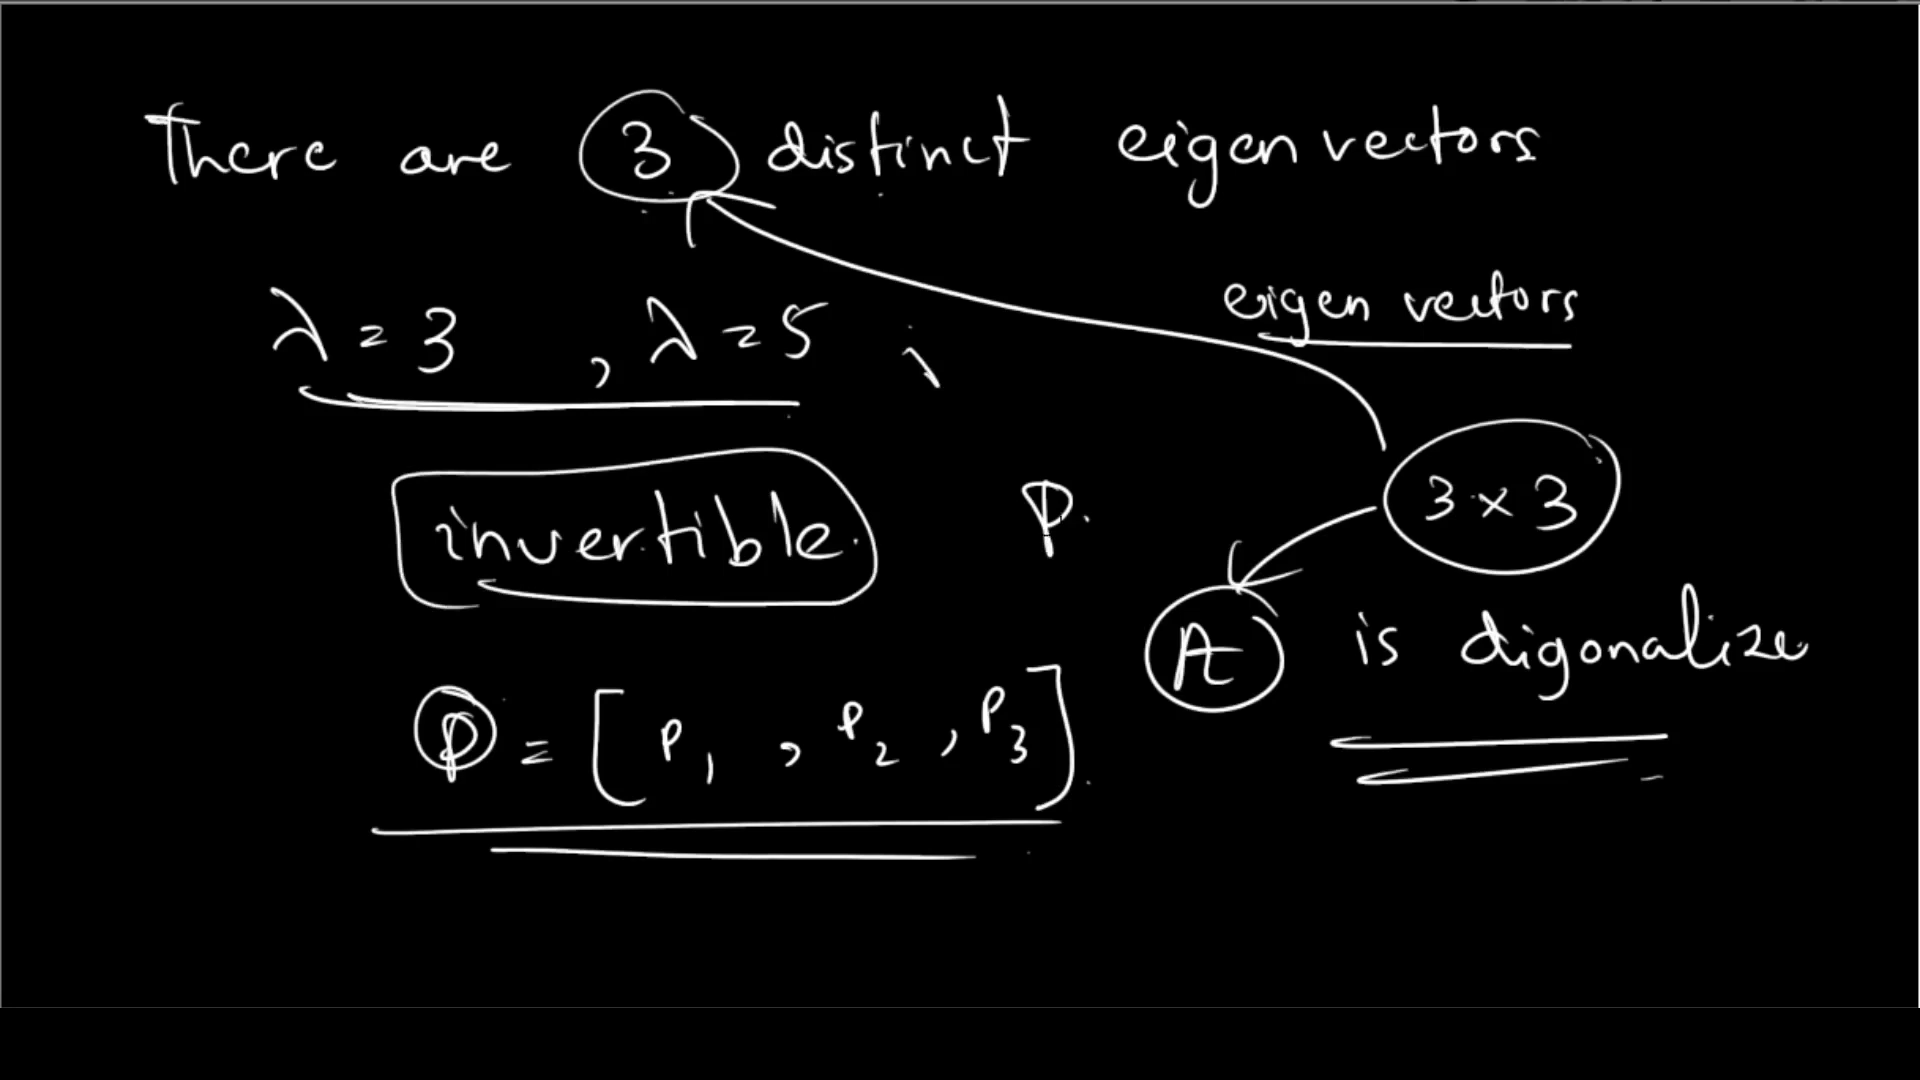 There are 3 distinct eigen vectors
eigen vectors
λ = 3 , λ = 5 ;
3 × 3
invertible. P.
A is digonalize
P = [ P1 , P2 , P3 ]